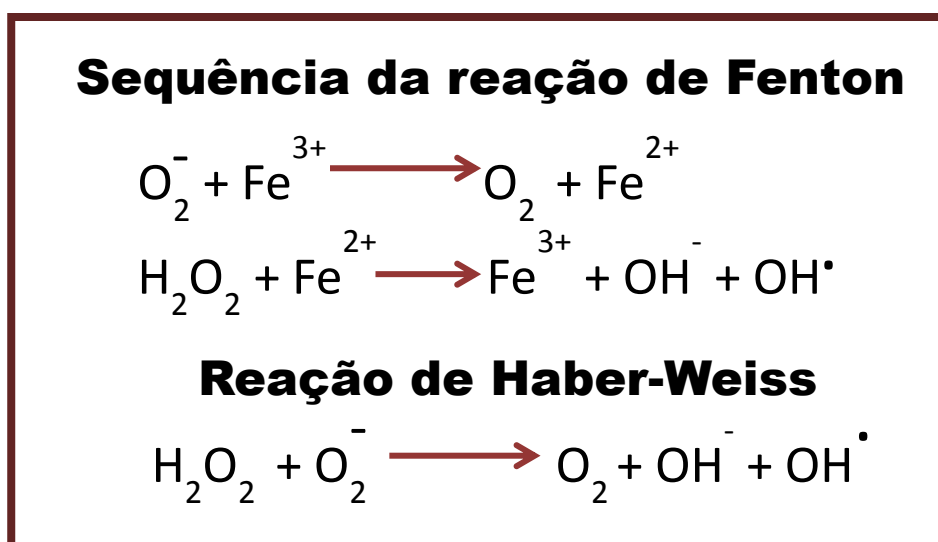 Sequência da reação de Fenton
O₂⁻ + Fe³⁺ → O₂ + Fe²⁺
H₂O₂ + Fe²⁺ → Fe³⁺ + OH⁻ + OH•
Reação de Haber-Weiss
H₂O₂ + O₂⁻ → O₂ + OH⁻ + OH•